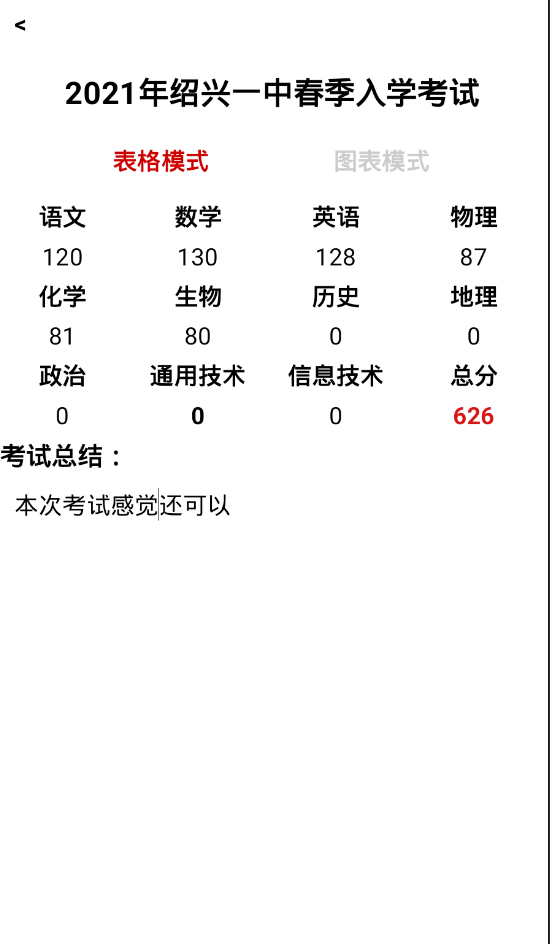 <
2021年绍兴一中春季入学考试
表格模式 图表模式
语文 数学 英语 物理
120 130 128 87
化学 生物 历史 地理
81 80 0 0
政治 通用技术 信息技术 总分
0 0 0 626
考试总结：
本次考试感觉还可以